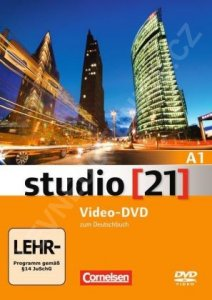 A1
studio [21]
Video-DVD
zum Deutschbuch
LEHR-
Programm gemäß
§14 JuSchG
Cornelsen
DVD
VIDEO